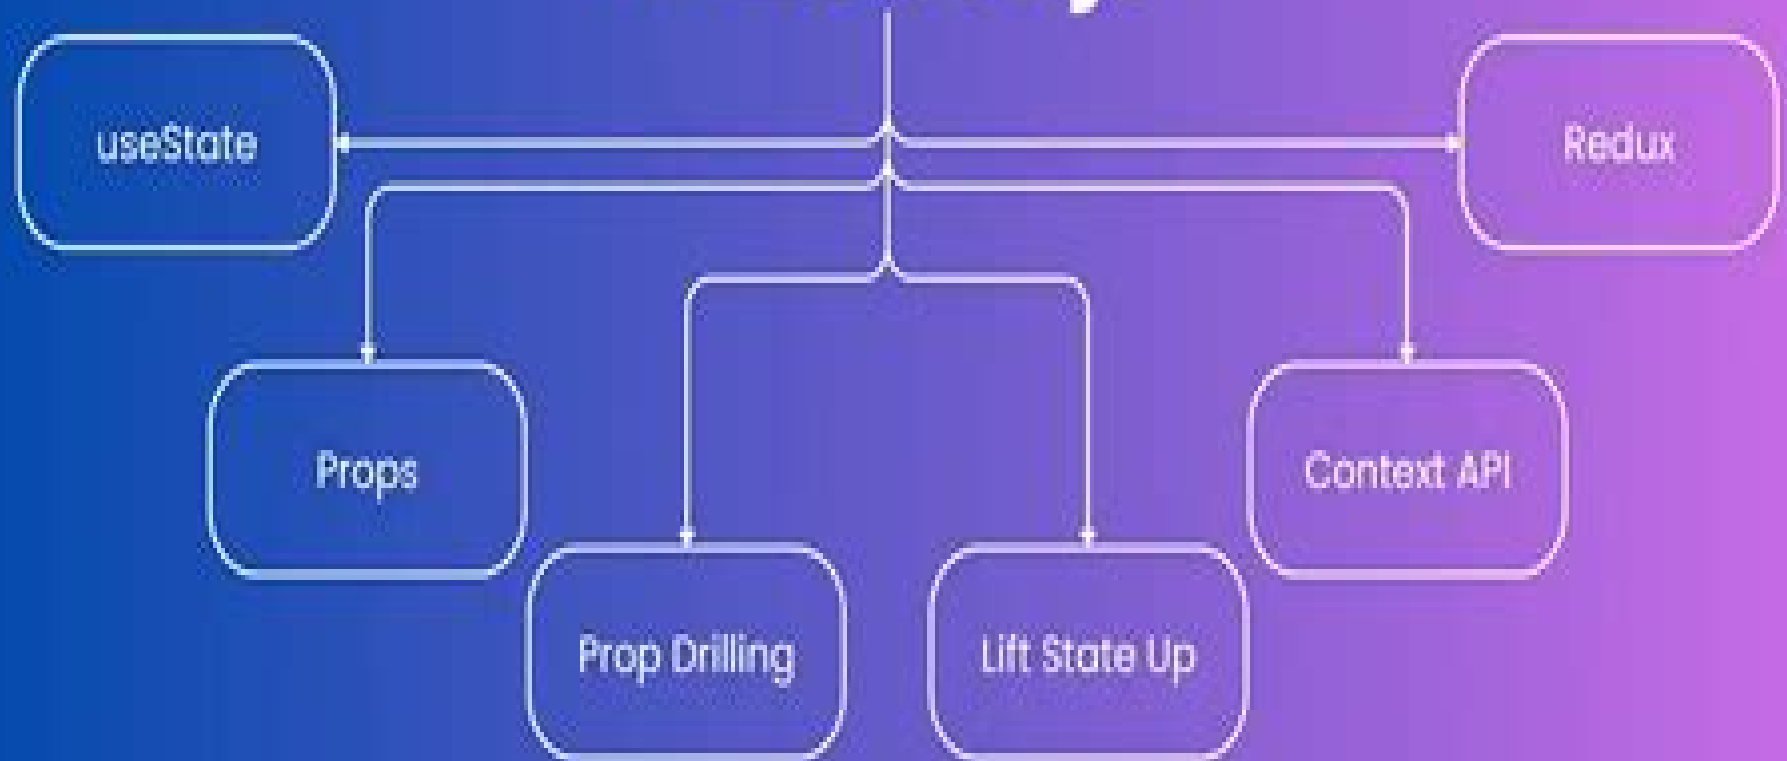 useState
Redux
Props
Context API
Prop Drilling
Lift State Up